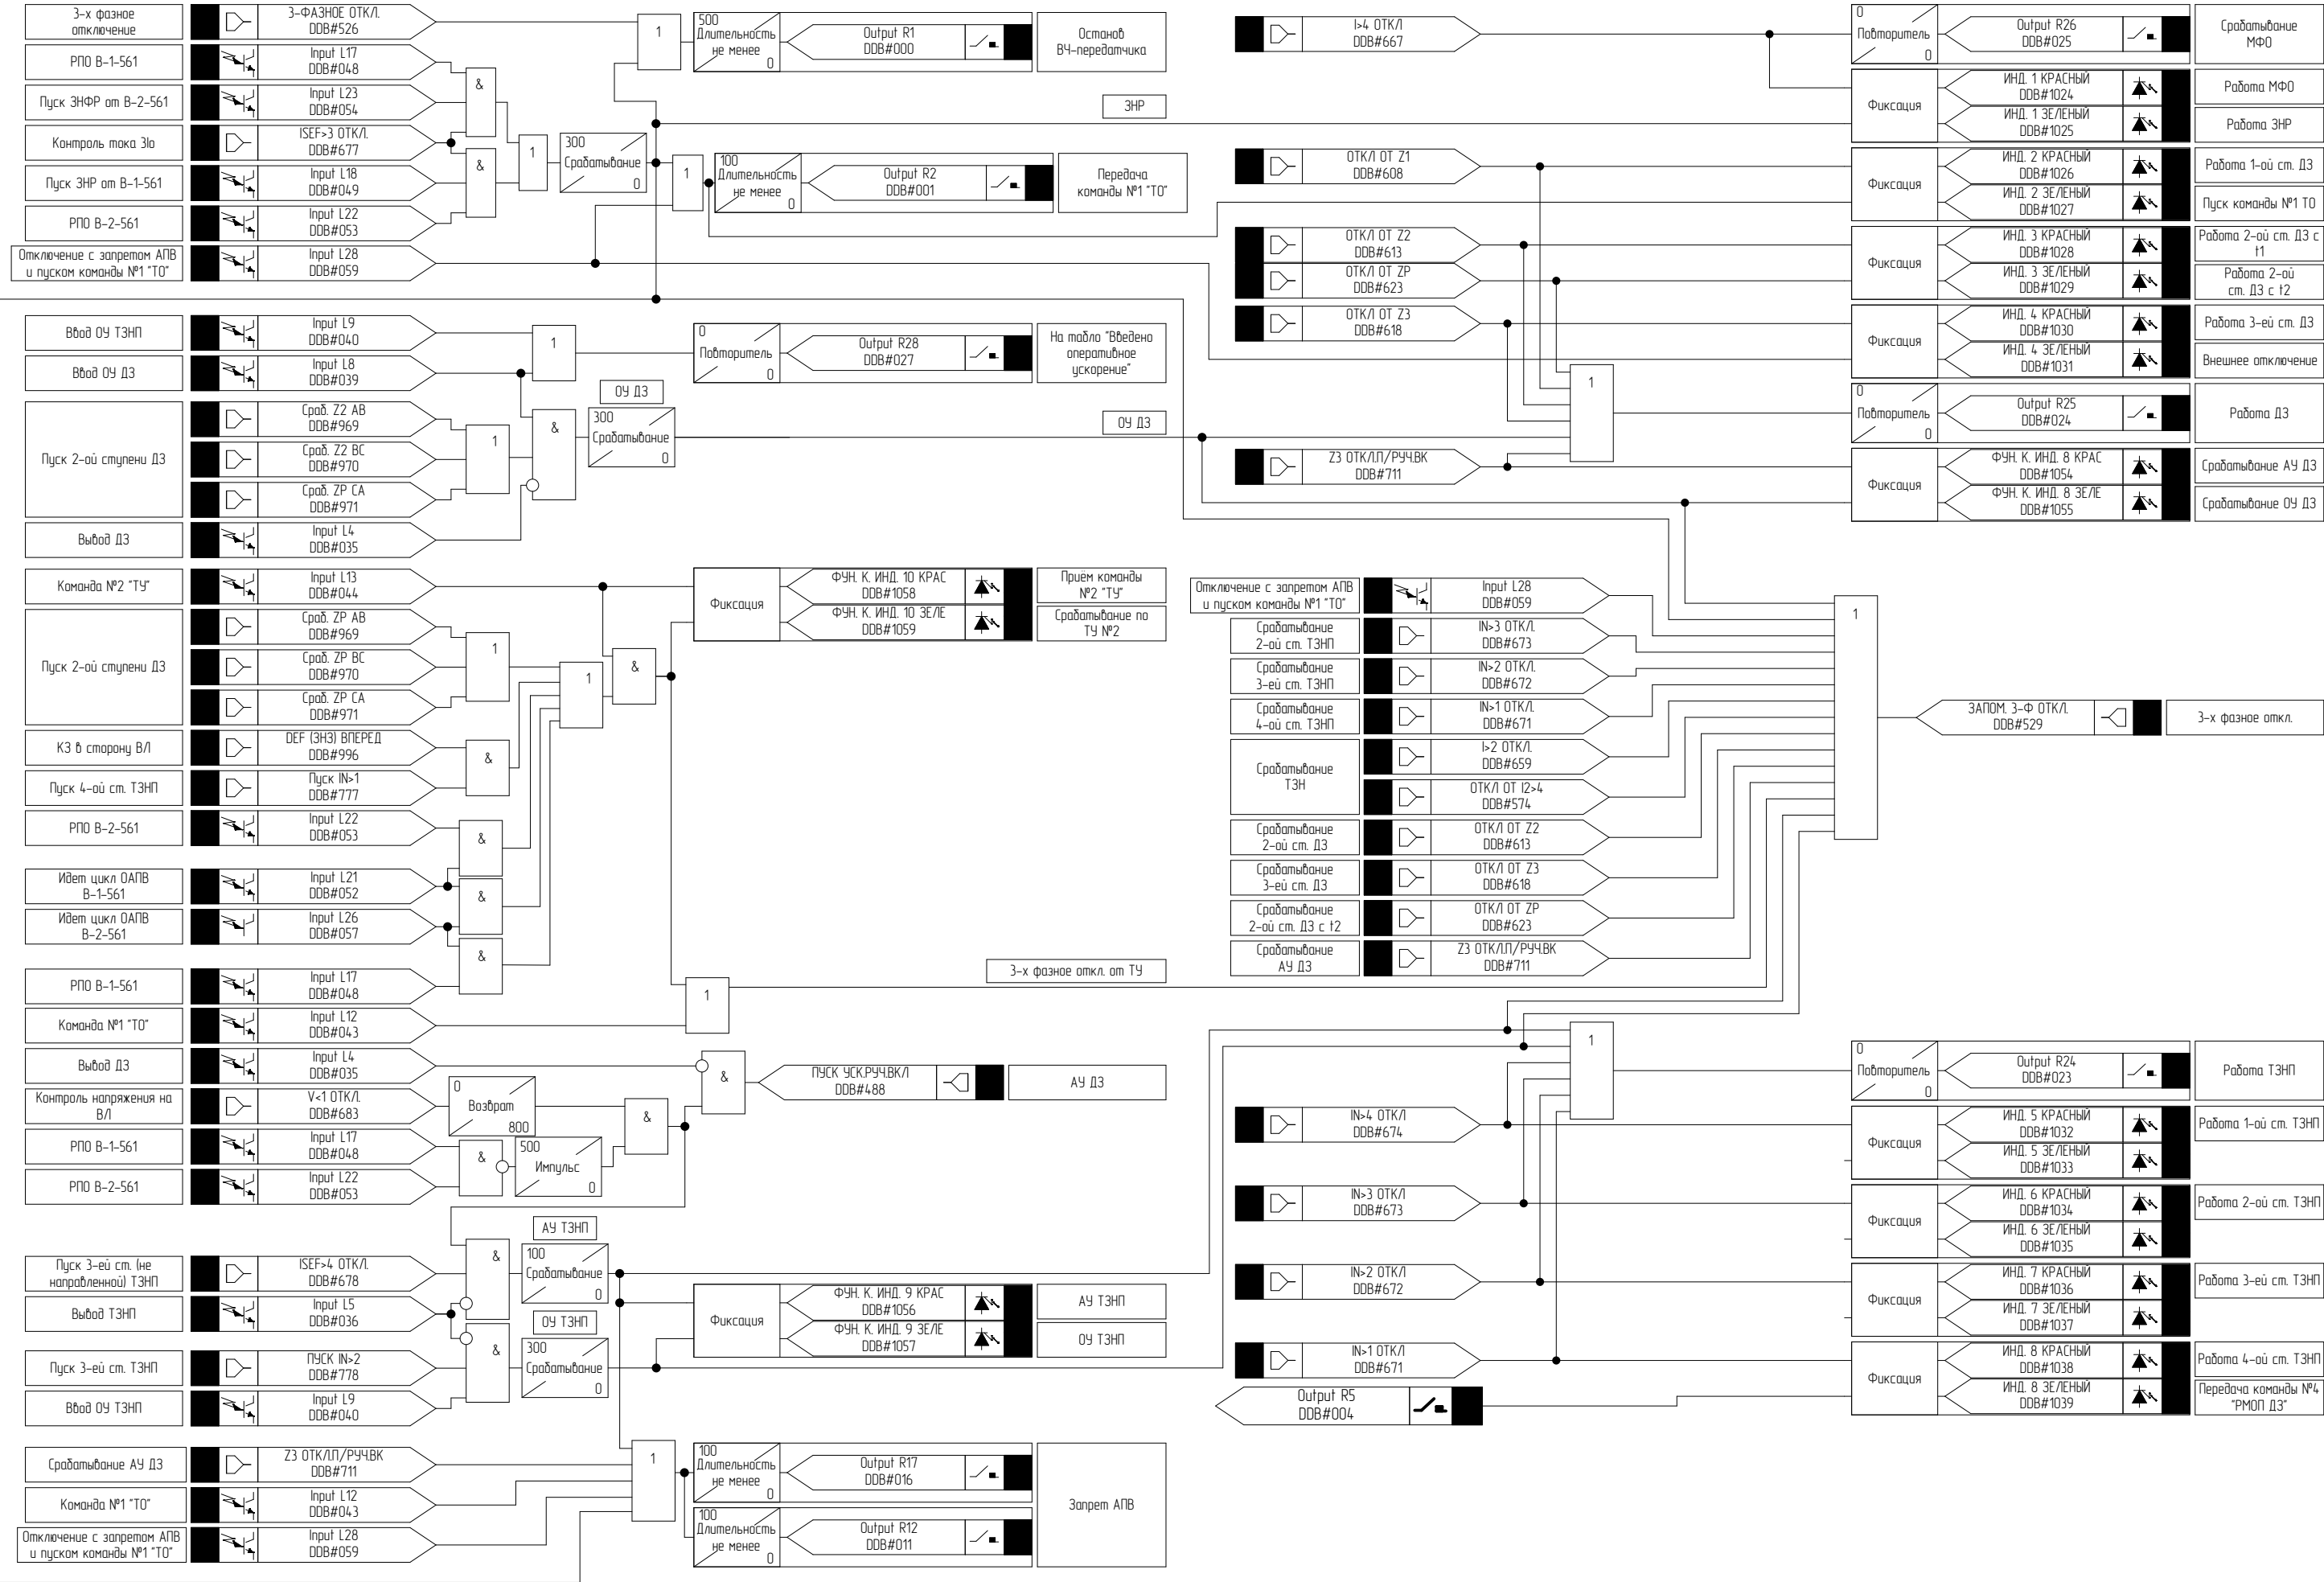 3-х фазное
отключение
3-ФАЗНОЕ ОТКЛ.
DDB#526
РПО В-1-561
Input L17
DDB#048
Пуск ЗНФР от В-2-561
Input L23
DDB#054
Контроль тока 3Io
ISEF>3 ОТКЛ.
DDB#677
Пуск ЗНР от В-1-561
Input L18
DDB#049
РПО В-2-561
Input L22
DDB#053
Отключение с запретом АПВ
и пуском команды №1 "ТО"
Input L28
DDB#059
&
&
1
300
Срабатывание
0
1
500
Длительность
не менее
0
Output R1
DDB#000
Останов
ВЧ-передатчика
ЗНР
1
100
Длительность
не менее
0
Output R2
DDB#001
Передача
команды №1 "ТО"
Ввод ОУ ТЗНП
Input L9
DDB#040
Ввод ОУ ДЗ
Input L8
DDB#039
Пуск 2-ой ступени ДЗ
Сраб. Z2 AB
DDB#969
Сраб. Z2 BC
DDB#970
Сраб. ZP CA
DDB#971
Вывод ДЗ
Input L4
DDB#035
1
1
&
ОУ ДЗ
300
Срабатывание
0
0
Повторитель
0
Output R28
DDB#027
На табло "Введено
оперативное
ускорение"
ОУ ДЗ
Команда №2 "ТУ"
Input L13
DDB#044
Пуск 2-ой ступени ДЗ
Сраб. ZP AB
DDB#969
Сраб. ZP BC
DDB#970
Сраб. ZP CA
DDB#971
КЗ в сторону ВЛ
DEF (ЗНЗ) ВПЕРЕД
DDB#996
Пуск 4-ой ст. ТЗНП
Пуск IN>1
DDB#777
РПО В-2-561
Input L22
DDB#053
Идет цикл ОАПВ
В-1-561
Input L21
DDB#052
Идет цикл ОАПВ
В-2-561
Input L26
DDB#057
РПО В-1-561
Input L17
DDB#048
Команда №1 "ТО"
Input L12
DDB#043
1
1
&
&
&
&
&
1
Фиксация
ФУН. К. ИНД. 10 КРАС
DDB#1058
ФУН. К. ИНД. 10 ЗЕЛЕ
DDB#1059
Приём команды
№2 "ТУ"
Срабатывание по
ТУ №2
3-х фазное откл. от ТУ
Вывод ДЗ
Input L4
DDB#035
Контроль напряжения на
ВЛ
V<1 ОТКЛ.
DDB#683
РПО В-1-561
Input L17
DDB#048
РПО В-2-561
Input L22
DDB#053
0
Возврат
800
&
500
Импульс
0
&
&
ПУСК УСК.РУЧ.ВКЛ
DDB#488
АУ ДЗ
Пуск 3-ей ст. (не
направленной) ТЗНП
ISEF>4 ОТКЛ.
DDB#678
Вывод ТЗНП
Input L5
DDB#036
Пуск 3-ей ст. ТЗНП
ПУСК IN>2
DDB#778
Ввод ОУ ТЗНП
Input L9
DDB#040
&
&
АУ ТЗНП
100
Срабатывание
0
ОУ ТЗНП
300
Срабатывание
0
Фиксация
ФУН. К. ИНД. 9 КРАС
DDB#1056
ФУН. К. ИНД. 9 ЗЕЛЕ
DDB#1057
АУ ТЗНП
ОУ ТЗНП
Срабатывание АУ ДЗ
Z3 ОТКЛ.П/РУЧ.ВК
DDB#711
Команда №1 "ТО"
Input L12
DDB#043
Отключение с запретом АПВ
и пуском команды №1 "ТО"
Input L28
DDB#059
1
100
Длительность
не менее
0
Output R17
DDB#016
100
Длительность
не менее
0
Output R12
DDB#011
Запрет АПВ
I>4 ОТКЛ
DDB#667
ОТКЛ ОТ Z1
DDB#608
ОТКЛ ОТ Z2
DDB#613
ОТКЛ ОТ ZP
DDB#623
ОТКЛ ОТ Z3
DDB#618
Z3 ОТКЛ.П/РУЧ.ВК
DDB#711
1
0
Повторитель
0
Output R26
DDB#025
Срабатывание
МФО
Фиксация
ИНД. 1 КРАСНЫЙ
DDB#1024
ИНД. 1 ЗЕЛЕНЫЙ
DDB#1025
Работа МФО
Работа ЗНР
Фиксация
ИНД. 2 КРАСНЫЙ
DDB#1026
ИНД. 2 ЗЕЛЕНЫЙ
DDB#1027
Работа 1-ой ст. ДЗ
Пуск команды №1 ТО
Фиксация
ИНД. 3 КРАСНЫЙ
DDB#1028
ИНД. 3 ЗЕЛЕНЫЙ
DDB#1029
Работа 2-ой ст. ДЗ с
t1
Работа 2-ой
ст. ДЗ с t2
Фиксация
ИНД. 4 КРАСНЫЙ
DDB#1030
ИНД. 4 ЗЕЛЕНЫЙ
DDB#1031
Работа 3-ей ст. ДЗ
Внешнее отключение
0
Повторитель
0
Output R25
DDB#024
Работа ДЗ
Фиксация
ФУН. К. ИНД. 8 КРАС
DDB#1054
ФУН. К. ИНД. 8 ЗЕЛЕ
DDB#1055
Срабатывание АУ ДЗ
Срабатывание ОУ ДЗ
Отключение с запретом АПВ
и пуском команды №1 "ТО"
Input L28
DDB#059
Срабатывание
2-ой ст. ТЗНП
IN>3 ОТКЛ.
DDB#673
Срабатывание
3-ей ст. ТЗНП
IN>2 ОТКЛ.
DDB#672
Срабатывание
4-ой ст. ТЗНП
IN>1 ОТКЛ.
DDB#671
Срабатывание
ТЗН
I>2 ОТКЛ.
DDB#659
ОТКЛ ОТ I2>4
DDB#574
Срабатывание
2-ой ст. ДЗ
ОТКЛ ОТ Z2
DDB#613
Срабатывание
3-ей ст. ДЗ
ОТКЛ ОТ Z3
DDB#618
Срабатывание
2-ой ст. ДЗ с t2
ОТКЛ ОТ ZP
DDB#623
Срабатывание
АУ ДЗ
Z3 ОТКЛ.П/РУЧ.ВК
DDB#711
1
ЗАПОМ. 3-Ф ОТКЛ.
DDB#529
3-х фазное откл.
1
IN>4 ОТКЛ
DDB#674
IN>3 ОТКЛ
DDB#673
IN>2 ОТКЛ
DDB#672
IN>1 ОТКЛ
DDB#671
Output R5
DDB#004
0
Повторитель
0
Output R24
DDB#023
Работа ТЗНП
Фиксация
ИНД. 5 КРАСНЫЙ
DDB#1032
ИНД. 5 ЗЕЛЕНЫЙ
DDB#1033
Работа 1-ой ст. ТЗНП
Фиксация
ИНД. 6 КРАСНЫЙ
DDB#1034
ИНД. 6 ЗЕЛЕНЫЙ
DDB#1035
Работа 2-ой ст. ТЗНП
Фиксация
ИНД. 7 КРАСНЫЙ
DDB#1036
ИНД. 7 ЗЕЛЕНЫЙ
DDB#1037
Работа 3-ей ст. ТЗНП
Фиксация
ИНД. 8 КРАСНЫЙ
DDB#1038
ИНД. 8 ЗЕЛЕНЫЙ
DDB#1039
Работа 4-ой ст. ТЗНП
Передача команды №4
"РМОП ДЗ"